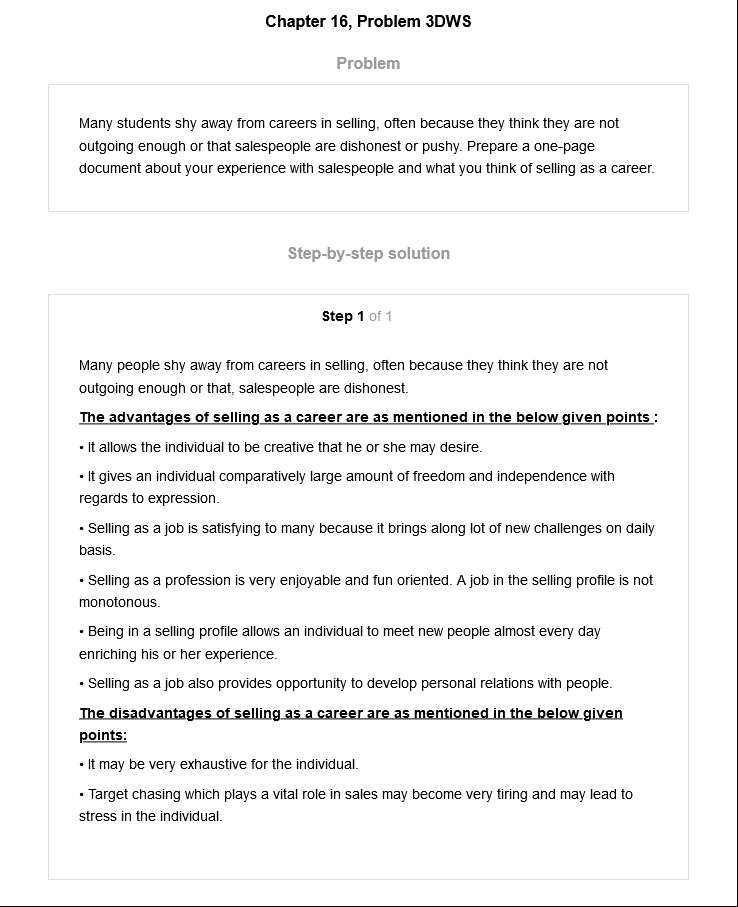 Chapter 16, Problem 3DWS
Problem
Many students shy away from careers in selling, often because they think they are not
outgoing enough or that salespeople are dishonest or pushy. Prepare a one-page
document about your experience with salespeople and what you think of selling as a career.
Step-by-step solution
Step 1 of 1
Many people shy away from careers in selling, often because they think they are not
outgoing enough or that, salespeople are dishonest.
The advantages of selling as a career are as mentioned in the below given points :
• It allows the individual to be creative that he or she may desire.
• It gives an individual comparatively large amount of freedom and independence with
regards to expression.
• Selling as a job is satisfying to many because it brings along lot of new challenges on daily
basis.
• Selling as a profession is very enjoyable and fun oriented. A job in the selling profile is not
monotonous.
• Being in a selling profile allows an individual to meet new people almost every day
enriching his or her experience.
• Selling as a job also provides opportunity to develop personal relations with people.
The disadvantages of selling as a career are as mentioned in the below given
points:
• It may be very exhaustive for the individual.
• Target chasing which plays a vital role in sales may become very tiring and may lead to
stress in the individual.